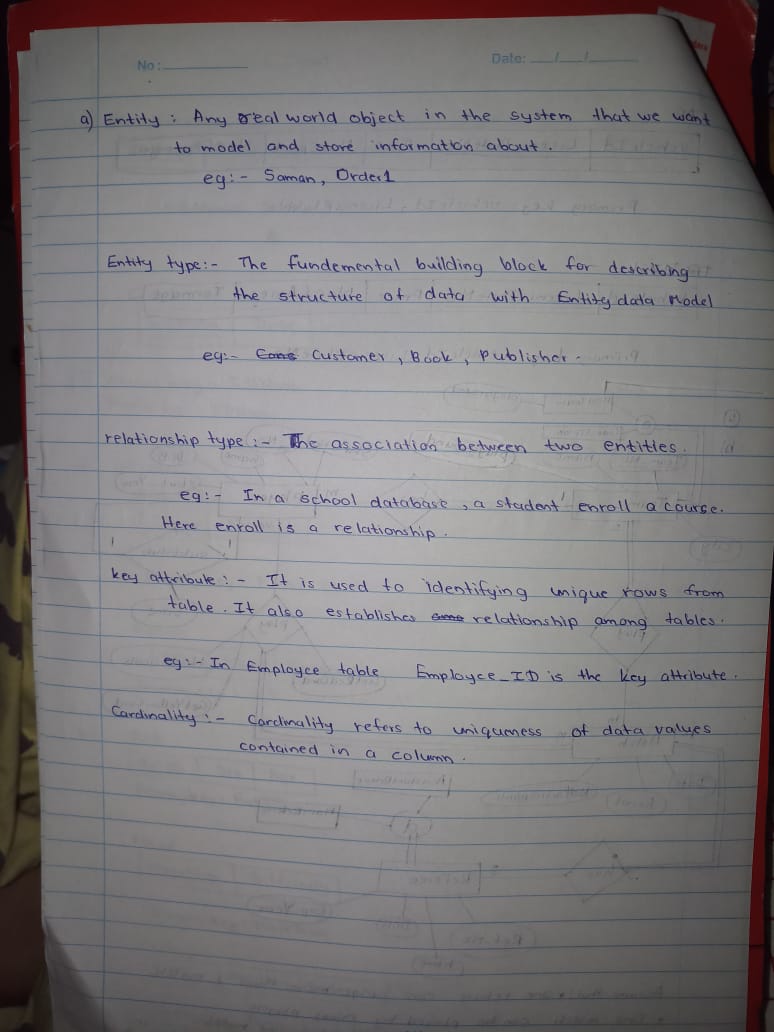 No:
Date: __/__/__
a) Entity : Any real world object in the system that we want
to model and store information about.
eg:- Saman, Order1
Entity type:- The fundemental building block for describing
the structure of data with Entity data Model
eg:- Customer, Book, Publisher.
relationship type :- The association between two entities.
eg:- In a school database, a student enroll a course.
Here enroll is a relationship.
key attribute :- It is used to identifying unique rows from
table. It also establishes relationship among tables.
eg:- In Employee table Employee_ID is the key attribute.
Cardinality :- Cardinality refers to uniqueness of data values
contained in a column.